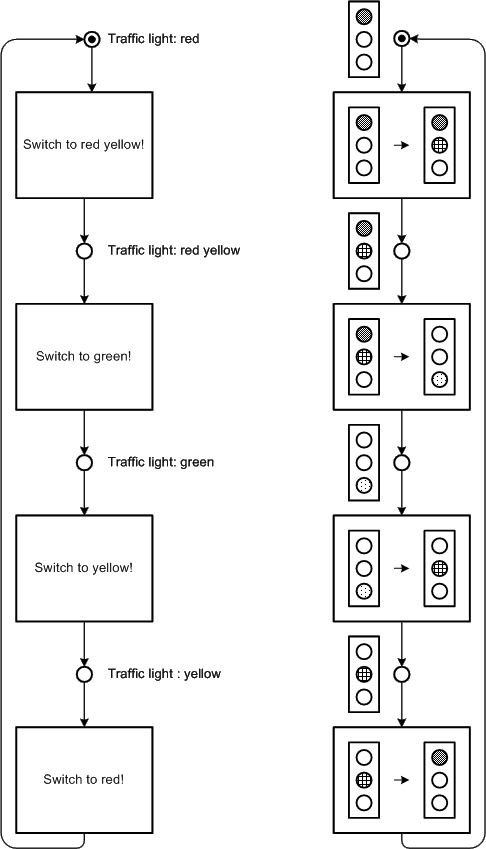 Traffic light: red
Switch to red yellow!
Traffic light: red yellow
Switch to green!
Traffic light: green
Switch to yellow!
Traffic light : yellow
Switch to red!